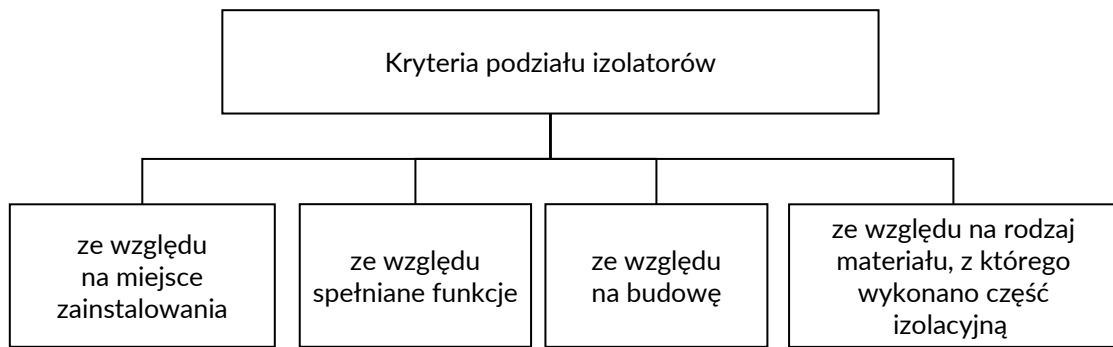 Kryteria podziału izolatorów
ze względu
na miejsce
zainstalowania
ze względu
spełniane funkcje
ze względu
na budowę
ze względu na rodzaj
materiału, z którego
wykonano część
izolacyjną